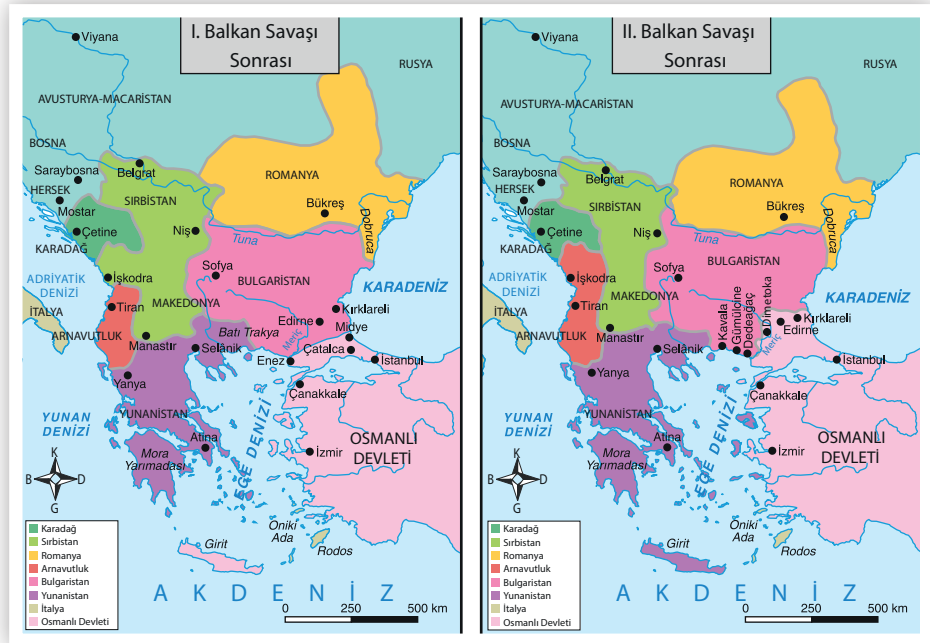 I. Balkan Savaşı
Sonrası
Viyana
RUSYA
AVUSTURYA-MACARİSTAN
BOSNA
Belgrat
Saraybosna
HERSEK
ROMANYA
SIRBİSTAN
Mostar
Bükreş
Dobruca
Çetine
Niş
Tuna
KARADAĞ
Sofya
BULGARİSTAN
ADRİYATİK
DENİZİ
İşkodra
KARADENİZ
İTALYA
Tiran
MAKEDONYA
Kırklareli
Edirne
Midye
ARNAVUTLUK
Batı Trakya
Meriç
Manastır
Selânik
Çatalca
Enez
İstanbul
Yanya
Çanakkale
YUNAN
DENİZİ
YUNANİSTAN
EGE DENİZİ
Atina
Mora
Yarımadası
OSMANLI
DEVLETİ
İzmir
K
B
D
G
Oniki
Ada
Girit
Rodos
Karadağ
Sırbistan
Romanya
Arnavutluk
Bulgaristan
Yunanistan
İtalya
Osmanlı Devleti
A K D E N İ Z
0 250 500 km
II. Balkan Savaşı
Sonrası
Viyana
RUSYA
AVUSTURYA-MACARİSTAN
BOSNA
Belgrat
Saraybosna
HERSEK
ROMANYA
SIRBİSTAN
Mostar
Bükreş
Dobruca
Çetine
Niş
Tuna
KARADAĞ
Sofya
BULGARİSTAN
ADRİYATİK
DENİZİ
İşkodra
KARADENİZ
İTALYA
Tiran
MAKEDONYA
Kavala
Gümülçine
Dedeağaç
Dimetoka
Kırklareli
Edirne
ARNAVUTLUK
Meriç
Manastır
Selânik
İstanbul
Yanya
Çanakkale
YUNAN
DENİZİ
YUNANİSTAN
EGE DENİZİ
Atina
Mora
Yarımadası
OSMANLI
DEVLETİ
İzmir
K
B
D
G
Oniki
Ada
Girit
Rodos
Karadağ
Sırbistan
Romanya
Arnavutluk
Bulgaristan
Yunanistan
İtalya
Osmanlı Devleti
A K D E N İ Z
0 250 500 km